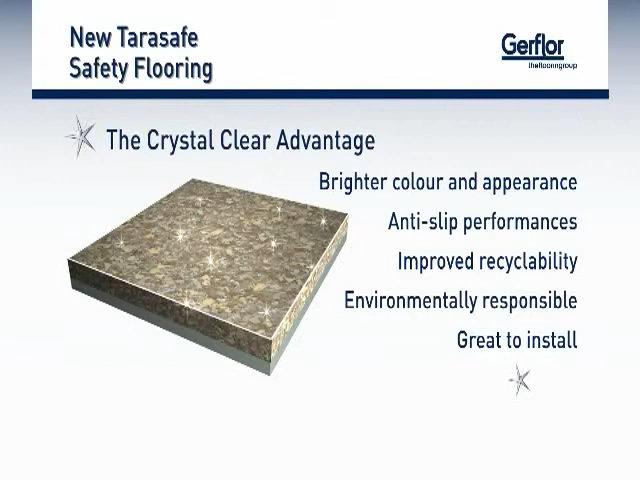 New Tarasafe
Safety Flooring
Gerflor
theflooringgroup
The Crystal Clear Advantage
Brighter colour and appearance
Anti-slip performances
Improved recyclability
Environmentally responsible
Great to install